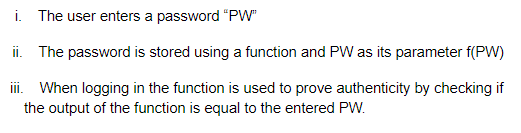 i. The user enters a password “PW”
ii. The password is stored using a function and PW as its parameter f(PW)
iii. When logging in the function is used to prove authenticity by checking if
the output of the function is equal to the entered PW.